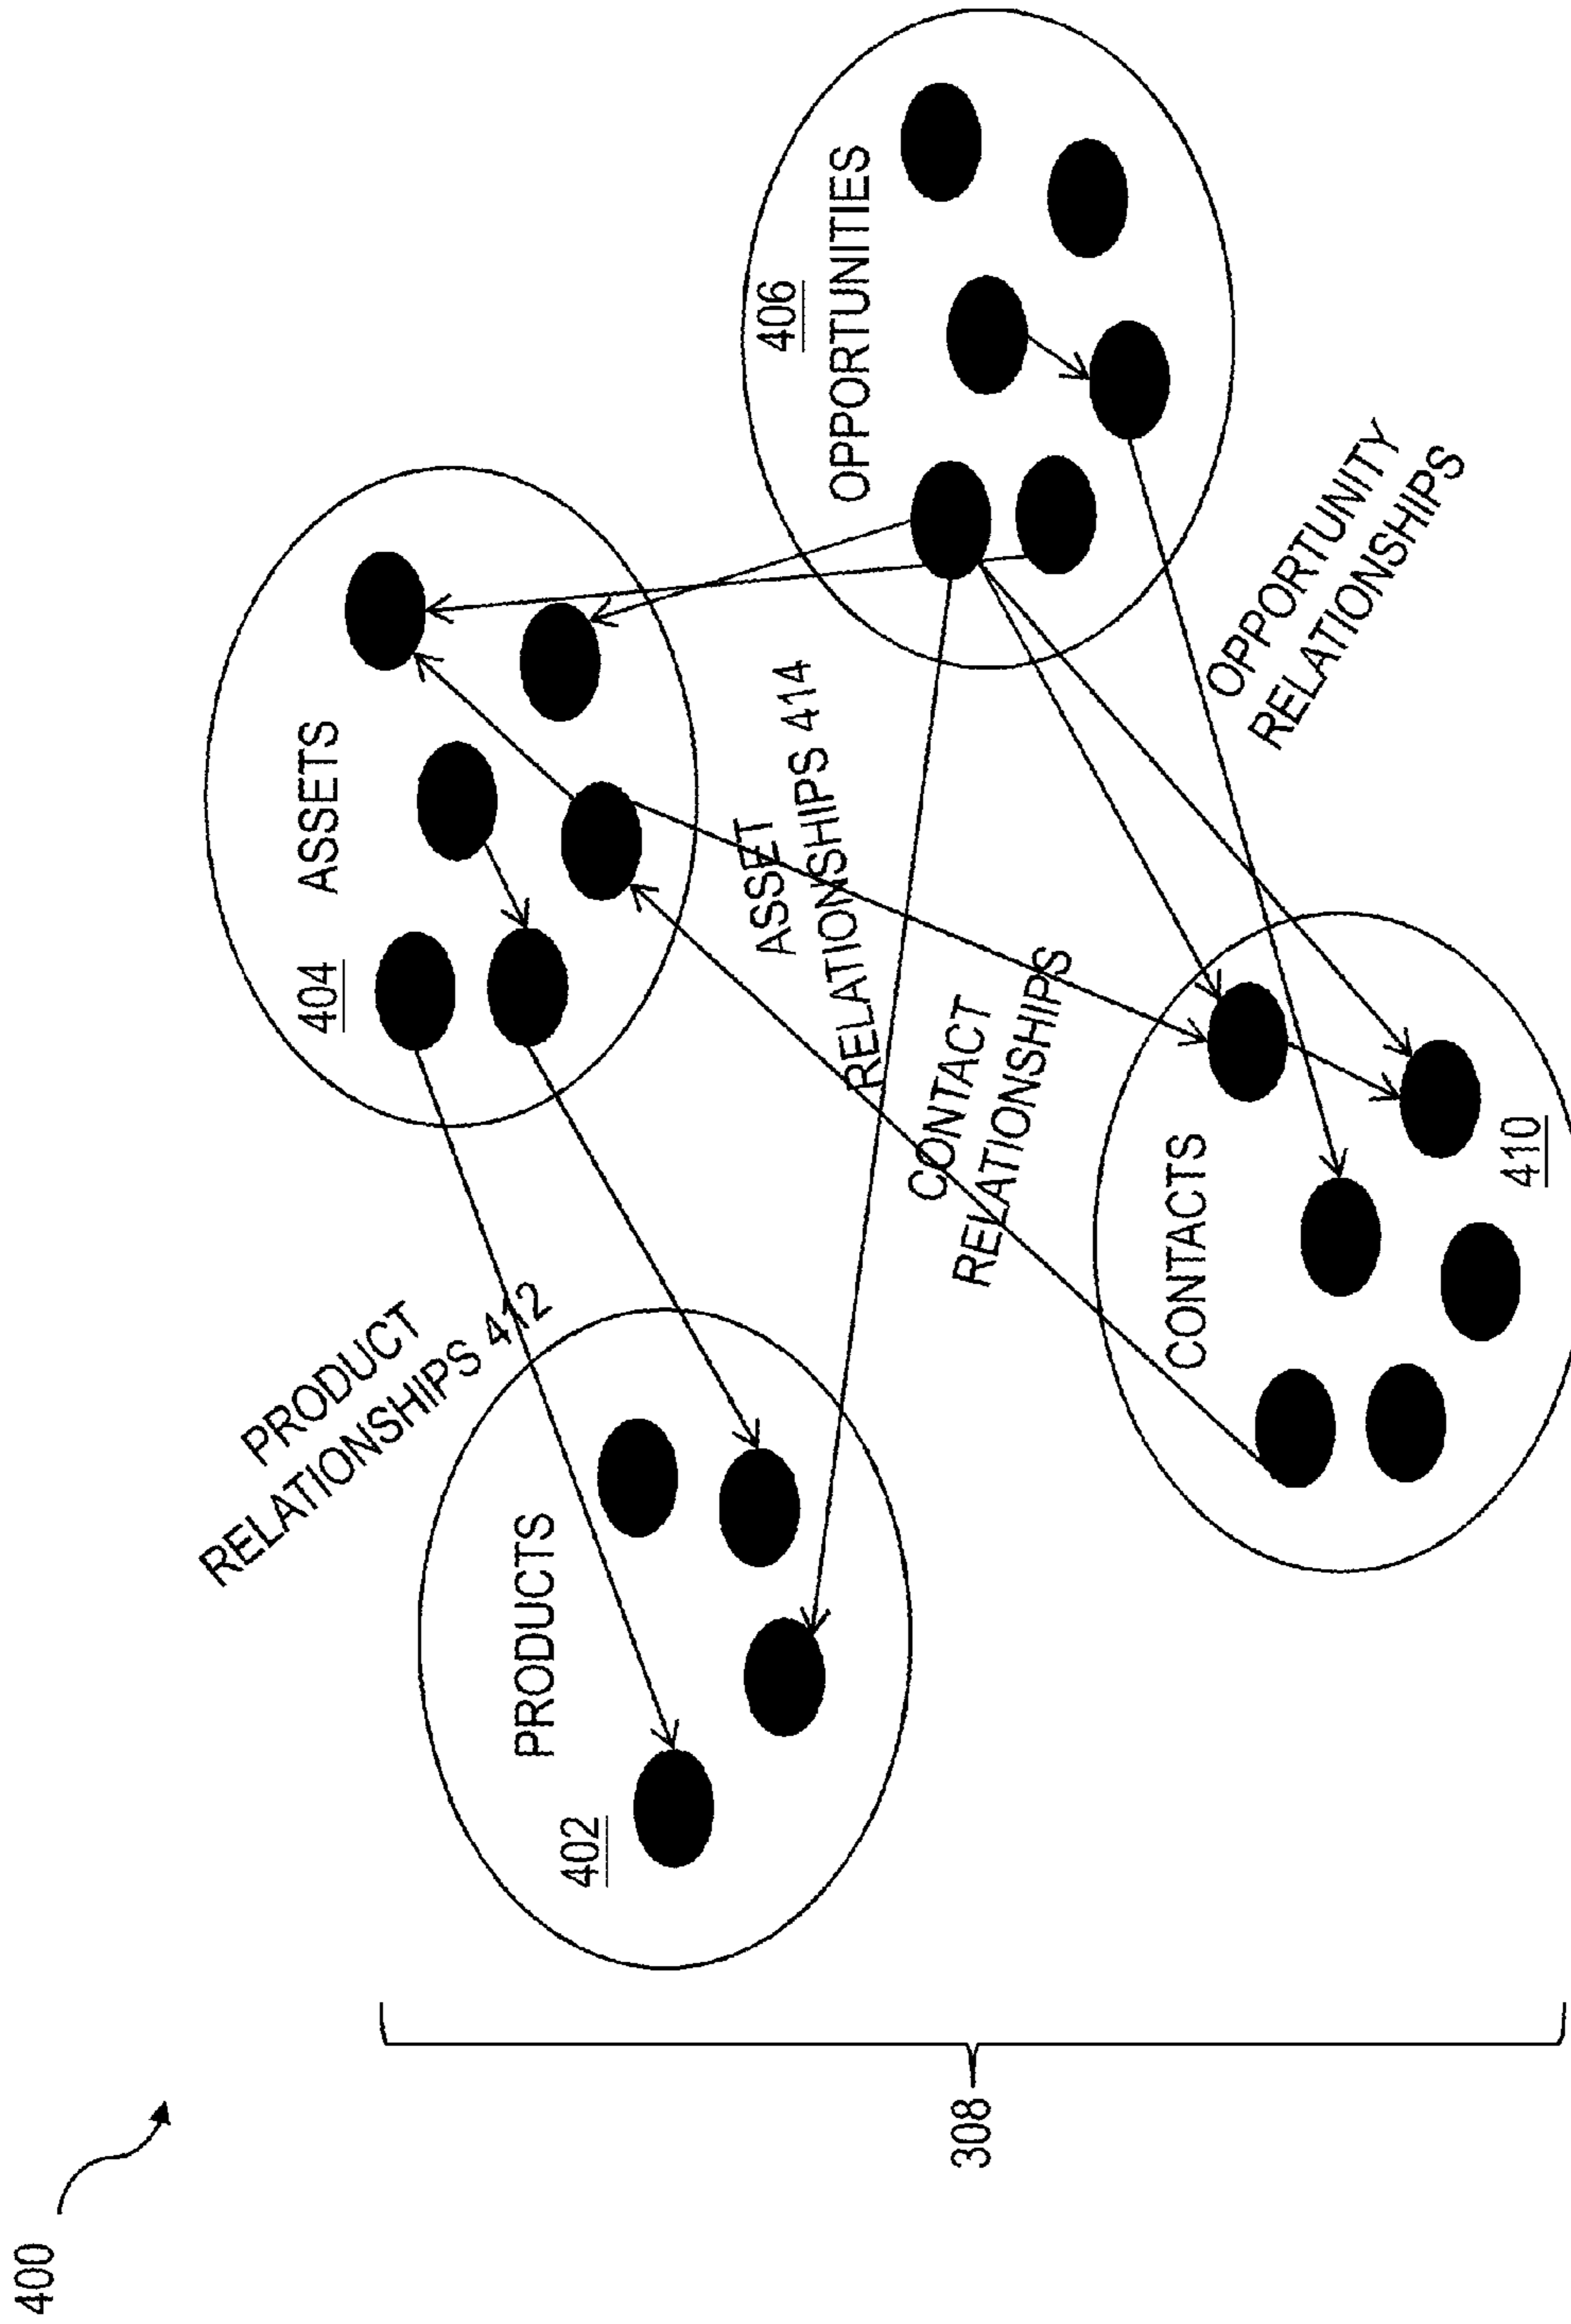 400
308
PRODUCT
RELATIONSHIPS 412
402
PRODUCTS
404
ASSETS
ASSET
RELATIONSHIPS 414
CONTACT
RELATIONSHIPS
406
OPPORTUNITIES
OPPORTUNITY
RELATIONSHIPS
CONTACTS
410